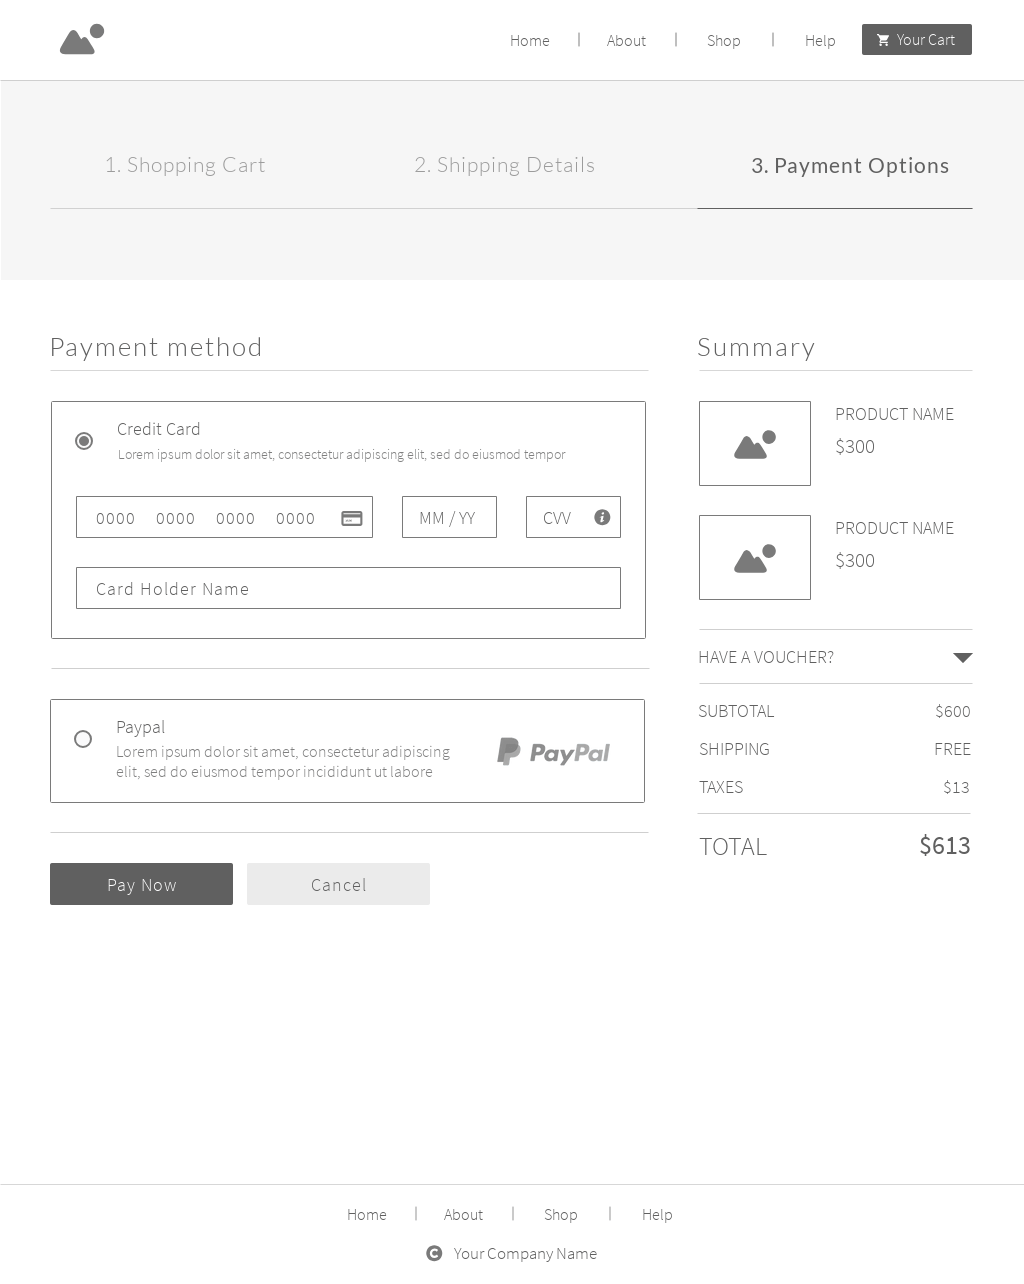 Home | About | Shop | Help Your Cart
1. Shopping Cart 2. Shipping Details 3. Payment Options
Payment method
Credit Card
Lorem ipsum dolor sit amet, consectetur adipiscing elit, sed do eiusmod tempor
0000 0000 0000 0000 MM / YY CVV
Card Holder Name
Paypal
Lorem ipsum dolor sit amet, consectetur adipiscing
elit, sed do eiusmod tempor incididunt ut labore
PayPal
Pay Now Cancel
Summary
PRODUCT NAME
$300
PRODUCT NAME
$300
HAVE A VOUCHER?
SUBTOTAL $600
SHIPPING FREE
TAXES $13
TOTAL $613
Home | About | Shop | Help
© Your Company Name